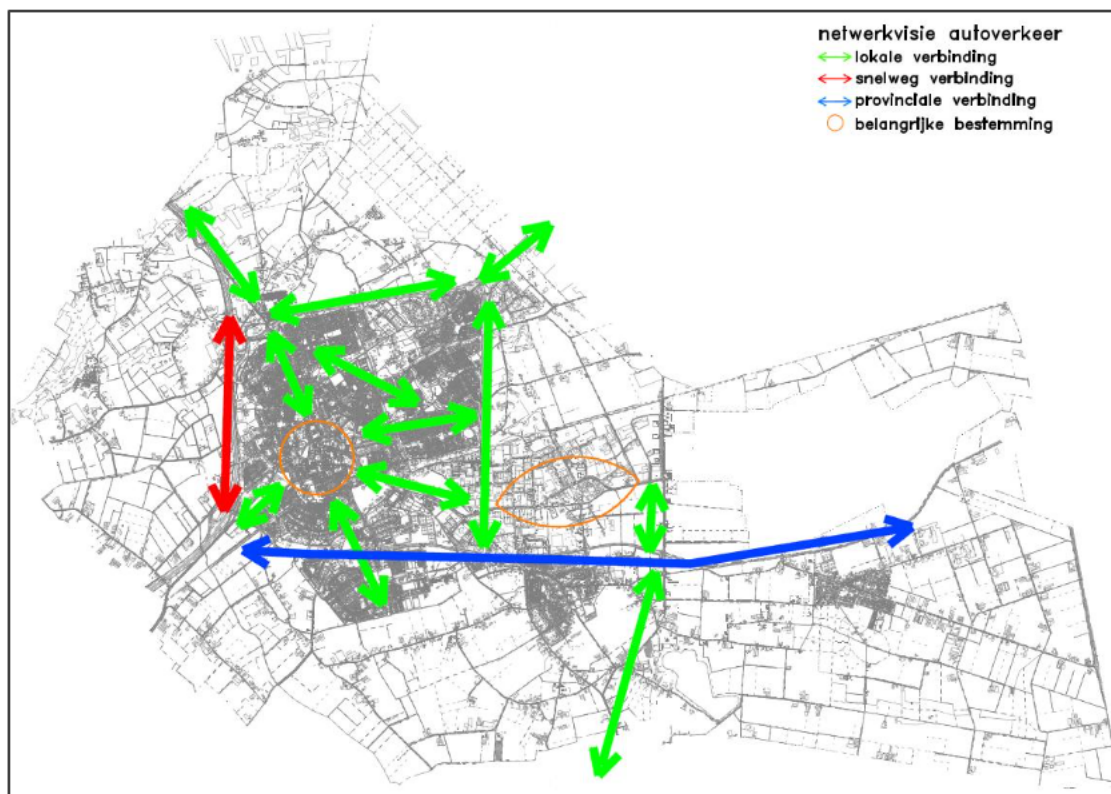 netwerkvisie autoverkeer
lokale verbinding
snelweg verbinding
provinciale verbinding
belangrijke bestemming